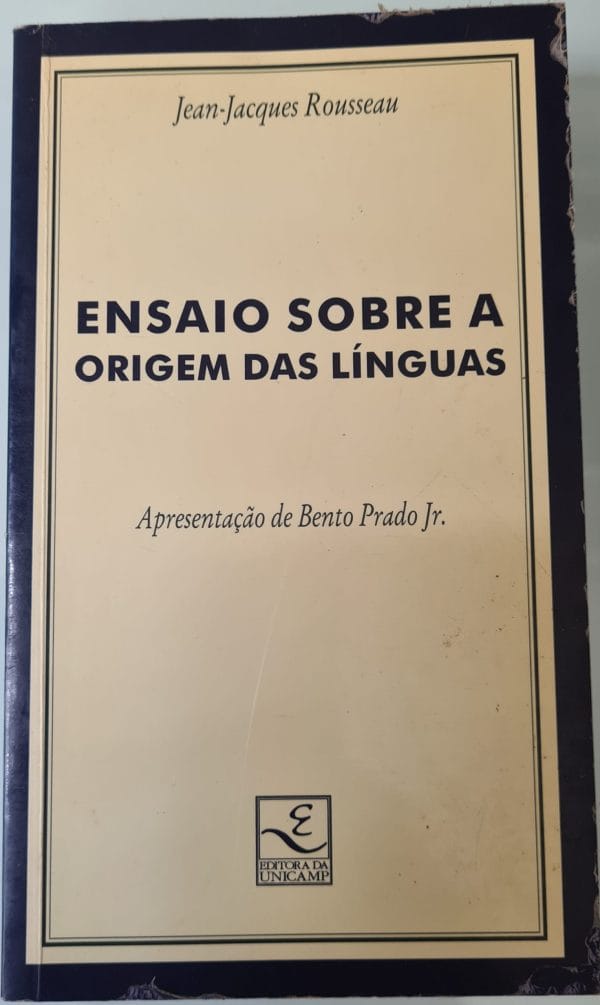 Jean-Jacques Rousseau
ENSAIO SOBRE A
ORIGEM DAS LÍNGUAS
Apresentação de Bento Prado Jr.
E
EDITORA DA
UNICAMP